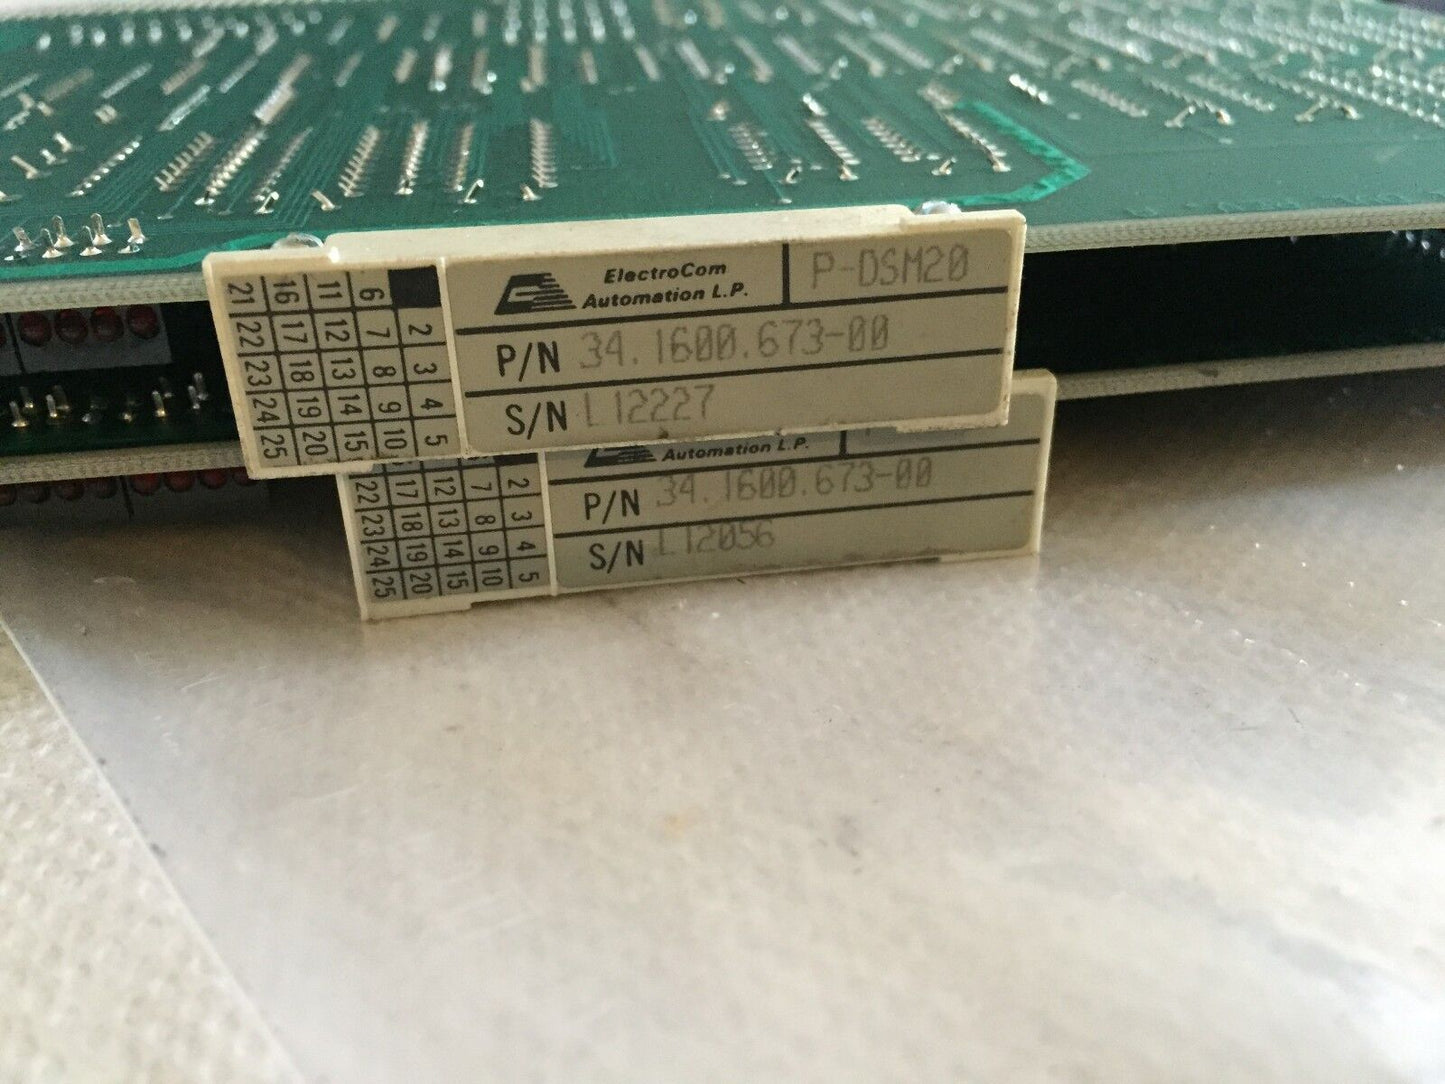 ElectroCom
Automation L.P.
P-DSM20
P/N 34.1600.673-00
S/N L12227
6 11 16 21
2 7 12 17 22
3 8 13 18 23
4 9 14 19 24
5 10 15 20 25
Automation L.P.
P/N 34.1600.673-00
S/N L12056
2 7 12 17 22
3 8 13 18 23
4 9 14 19 24
5 10 15 20 25